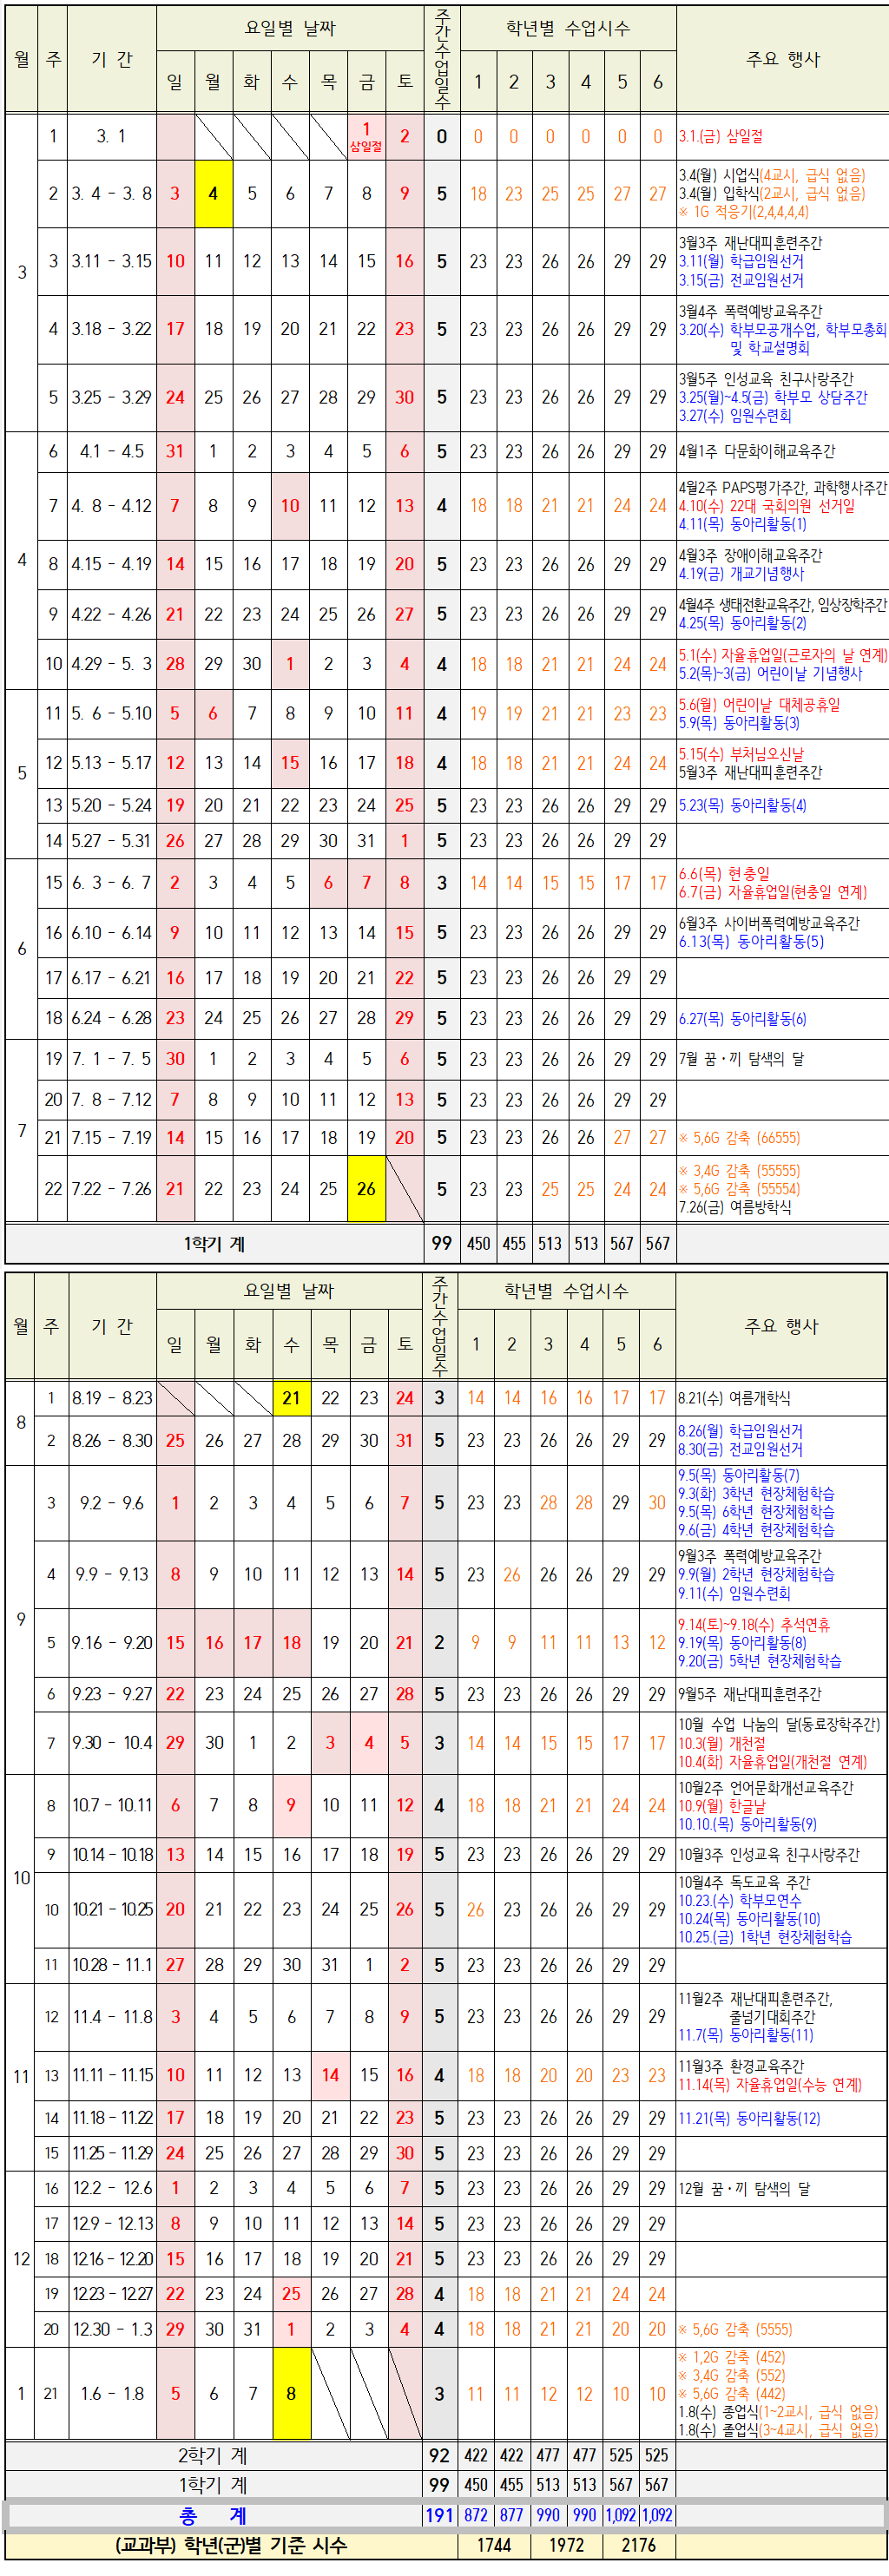 월 주 기 간 요일별 날짜 주간수업일수 학년별 수업시수 주요 행사
일 월 화 수 목 금 토 1 2 3 4 5 6
3 1 3. 1 1 삼일절 2 0 0 0 0 0 0 0 3.1.(금) 삼일절
2 3. 4 - 3. 8 3 4 5 6 7 8 9 5 18 23 25 25 27 27 3.4(월) 시업식(4교시, 급식 없음)
3.4(월) 입학식(2교시, 급식 없음)
※ 1G 적응기(2,4,4,4,4)
3 3.11 - 3.15 10 11 12 13 14 15 16 5 23 23 26 26 29 29 3월3주 재난대피훈련주간
3.11(월) 학급임원선거
3.15(금) 전교임원선거
4 3.18 - 3.22 17 18 19 20 21 22 23 5 23 23 26 26 29 29 3월4주 폭력예방교육주간
3.20(수) 학부모공개수업, 학부모총회
및 학교설명회
5 3.25 - 3.29 24 25 26 27 28 29 30 5 23 23 26 26 29 29 3월5주 인성교육 친구사랑주간
3.25(월)~4.5(금) 학부모 상담주간
3.27(수) 임원수련회
4 6 4.1 - 4.5 31 1 2 3 4 5 6 5 23 23 26 26 29 29 4월1주 다문화이해교육주간
7 4. 8 - 4.12 7 8 9 10 11 12 13 4 18 18 21 21 24 24 4월2주 PAPS평가주간, 과학행사주간
4.10(수) 22대 국회의원 선거일
4.11(목) 동아리활동(1)
8 4.15 - 4.19 14 15 16 17 18 19 20 5 23 23 26 26 29 29 4월3주 장애이해교육주간
4.19(금) 개교기념행사
9 4.22 - 4.26 21 22 23 24 25 26 27 5 23 23 26 26 29 29 4월4주 생태전환교육주간, 임상장학주간
4.25(목) 동아리활동(2)
10 4.29 - 5. 3 28 29 30 1 2 3 4 4 18 18 21 21 24 24 5.1(수) 자율휴업일(근로자의 날 연계)
5.2(목)~3(금) 어린이날 기념행사
5 11 5. 6 - 5.10 5 6 7 8 9 10 11 4 19 19 21 21 23 23 5.6(월) 어린이날 대체공휴일
5.9(목) 동아리활동(3)
12 5.13 - 5.17 12 13 14 15 16 17 18 4 18 18 21 21 24 24 5.15(수) 부처님오신날
5월3주 재난대피훈련주간
13 5.20 - 5.24 19 20 21 22 23 24 25 5 23 23 26 26 29 29 5.23(목) 동아리활동(4)
14 5.27 - 5.31 26 27 28 29 30 31 1 5 23 23 26 26 29 29
6 15 6. 3 - 6. 7 2 3 4 5 6 7 8 3 14 14 15 15 17 17 6.6(목) 현충일
6.7(금) 자율휴업일(현충일 연계)
16 6.10 - 6.14 9 10 11 12 13 14 15 5 23 23 26 26 29 29 6월3주 사이버폭력예방교육주간
6.13(목) 동아리활동(5)
17 6.17 - 6.21 16 17 18 19 20 21 22 5 23 23 26 26 29 29
18 6.24 - 6.28 23 24 25 26 27 28 29 5 23 23 26 26 29 29 6.27(목) 동아리활동(6)
7 19 7. 1 - 7. 5 30 1 2 3 4 5 6 5 23 23 26 26 29 29 7월 꿈·끼 탐색의 달
20 7. 8 - 7.12 7 8 9 10 11 12 13 5 23 23 26 26 29 29
21 7.15 - 7.19 14 15 16 17 18 19 20 5 23 23 26 26 27 27 ※ 5,6G 감축 (66555)
22 7.22 - 7.26 21 22 23 24 25 26 5 23 23 25 25 24 24 ※ 3,4G 감축 (55555)
※ 5,6G 감축 (55554)
7.26(금) 여름방학식
1학기 계 99 450 455 513 513 567 567
월 주 기 간 요일별 날짜 주간수업일수 학년별 수업시수 주요 행사
일 월 화 수 목 금 토 1 2 3 4 5 6
8 1 8.19 - 8.23 21 22 23 24 3 14 14 16 16 17 17 8.21(수) 여름개학식
2 8.26 - 8.30 25 26 27 28 29 30 31 5 23 23 26 26 29 29 8.26(월) 학급임원선거
8.30(금) 전교임원선거
9 3 9.2 - 9.6 1 2 3 4 5 6 7 5 23 23 28 28 29 30 9.5(목) 동아리활동(7)
9.3(화) 3학년 현장체험학습
9.5(목) 6학년 현장체험학습
9.6(금) 4학년 현장체험학습
4 9.9 - 9.13 8 9 10 11 12 13 14 5 23 26 26 26 29 29 9월3주 폭력예방교육주간
9.9(월) 2학년 현장체험학습
9.11(수) 임원수련회
5 9.16 - 9.20 15 16 17 18 19 20 21 2 9 9 11 11 13 12 9.14(토)~9.18(수) 추석연휴
9.19(목) 동아리활동(8)
9.20(금) 5학년 현장체험학습
6 9.23 - 9.27 22 23 24 25 26 27 28 5 23 23 26 26 29 29 9월5주 재난대피훈련주간
7 9.30 - 10.4 29 30 1 2 3 4 5 3 14 14 15 15 17 17 10월 수업 나눔의 달(동료장학주간)
10.3(월) 개천절
10.4(화) 자율휴업일(개천절 연계)
10 8 10.7 - 10.11 6 7 8 9 10 11 12 4 18 18 21 21 24 24 10월2주 언어문화개선교육주간
10.9(월) 한글날
10.10.(목) 동아리활동(9)
9 10.14 - 10.18 13 14 15 16 17 18 19 5 23 23 26 26 29 29 10월3주 인성교육 친구사랑주간
10 10.21 - 10.25 20 21 22 23 24 25 26 5 26 23 26 26 29 29 10월4주 독도교육 주간
10.23.(수) 학부모연수
10.24(목) 동아리활동(10)
10.25.(금) 1학년 현장체험학습
11 10.28 - 11.1 27 28 29 30 31 1 2 5 23 23 26 26 29 29
11 12 11.4 - 11.8 3 4 5 6 7 8 9 5 23 23 26 26 29 29 11월2주 재난대피훈련주간,
줄넘기대회주간
11.7(목) 동아리활동(11)
13 11.11 - 11.15 10 11 12 13 14 15 16 4 18 18 20 20 23 23 11월3주 환경교육주간
11.14(목) 자율휴업일(수능 연계)
14 11.18 - 11.22 17 18 19 20 21 22 23 5 23 23 26 26 29 29 11.21(목) 동아리활동(12)
15 11.25 - 11.29 24 25 26 27 28 29 30 5 23 23 26 26 29 29
12 16 12.2 - 12.6 1 2 3 4 5 6 7 5 23 23 26 26 29 29 12월 꿈·끼 탐색의 달
17 12.9 - 12.13 8 9 10 11 12 13 14 5 23 23 26 26 29 29
18 12.16 - 12.20 15 16 17 18 19 20 21 5 23 23 26 26 29 29
19 12.23 - 12.27 22 23 24 25 26 27 28 4 18 18 21 21 24 24
20 12.30 - 1.3 29 30 31 1 2 3 4 4 18 18 21 21 20 20 ※ 5,6G 감축 (5555)
1 21 1.6 - 1.8 5 6 7 8 3 11 11 12 12 10 10 ※ 1,2G 감축 (452)
※ 3,4G 감축 (552)
※ 5,6G 감축 (442)
1.8(수) 종업식(1~2교시, 급식 없음)
1.8(수) 졸업식(3~4교시, 급식 없음)
2학기 계 92 422 422 477 477 525 525
1학기 계 99 450 455 513 513 567 567
총 계 191 872 877 990 990 1,092 1,092
(교과부) 학년(군)별 기준 시수 1744 1972 2176